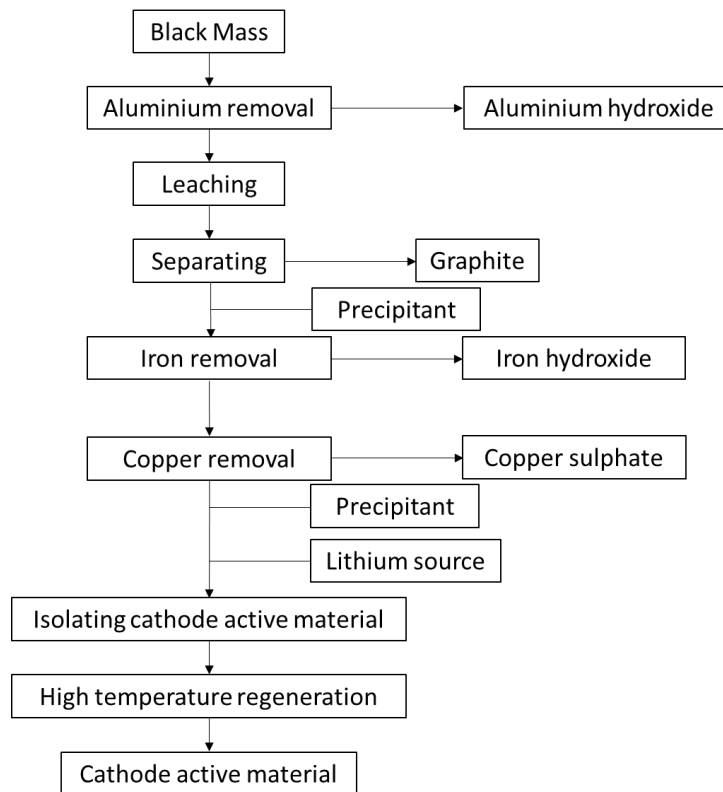 Black Mass
Aluminium removal
Aluminium hydroxide
Leaching
Separating
Graphite
Precipitant
Iron removal
Iron hydroxide
Copper removal
Copper sulphate
Precipitant
Lithium source
Isolating cathode active material
High temperature regeneration
Cathode active material